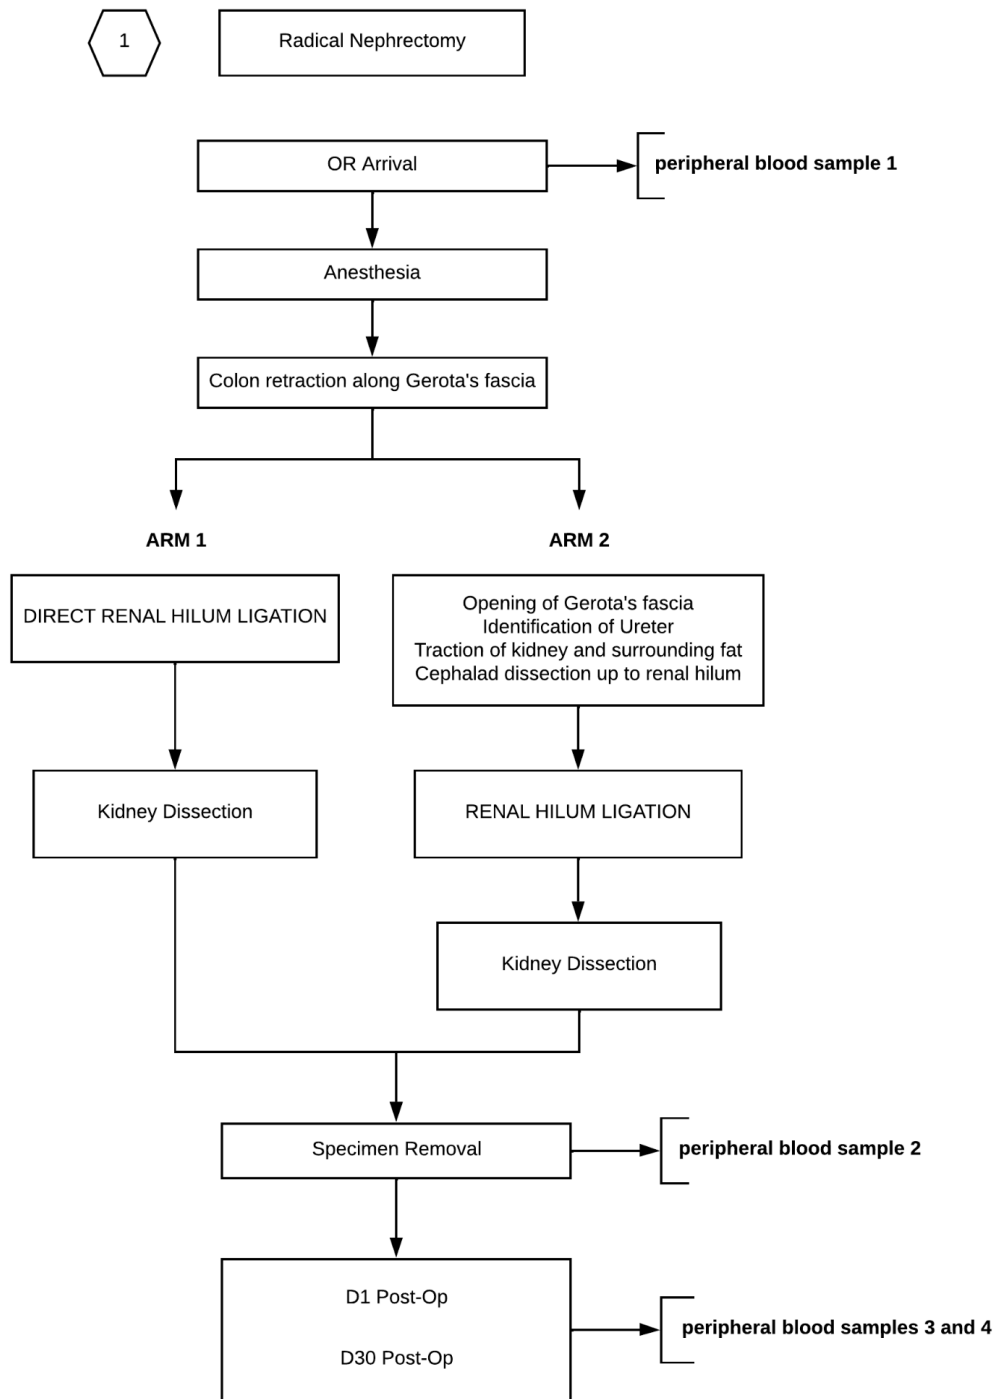 1
Radical Nephrectomy
OR Arrival
peripheral blood sample 1
Anesthesia
Colon retraction along Gerota's fascia
ARM 1
ARM 2
DIRECT RENAL HILUM LIGATION
Opening of Gerota's fascia
Identification of Ureter
Traction of kidney and surrounding fat
Cephalad dissection up to renal hilum
Kidney Dissection
RENAL HILUM LIGATION
Kidney Dissection
Specimen Removal
peripheral blood sample 2
D1 Post-Op
peripheral blood samples 3 and 4
D30 Post-Op